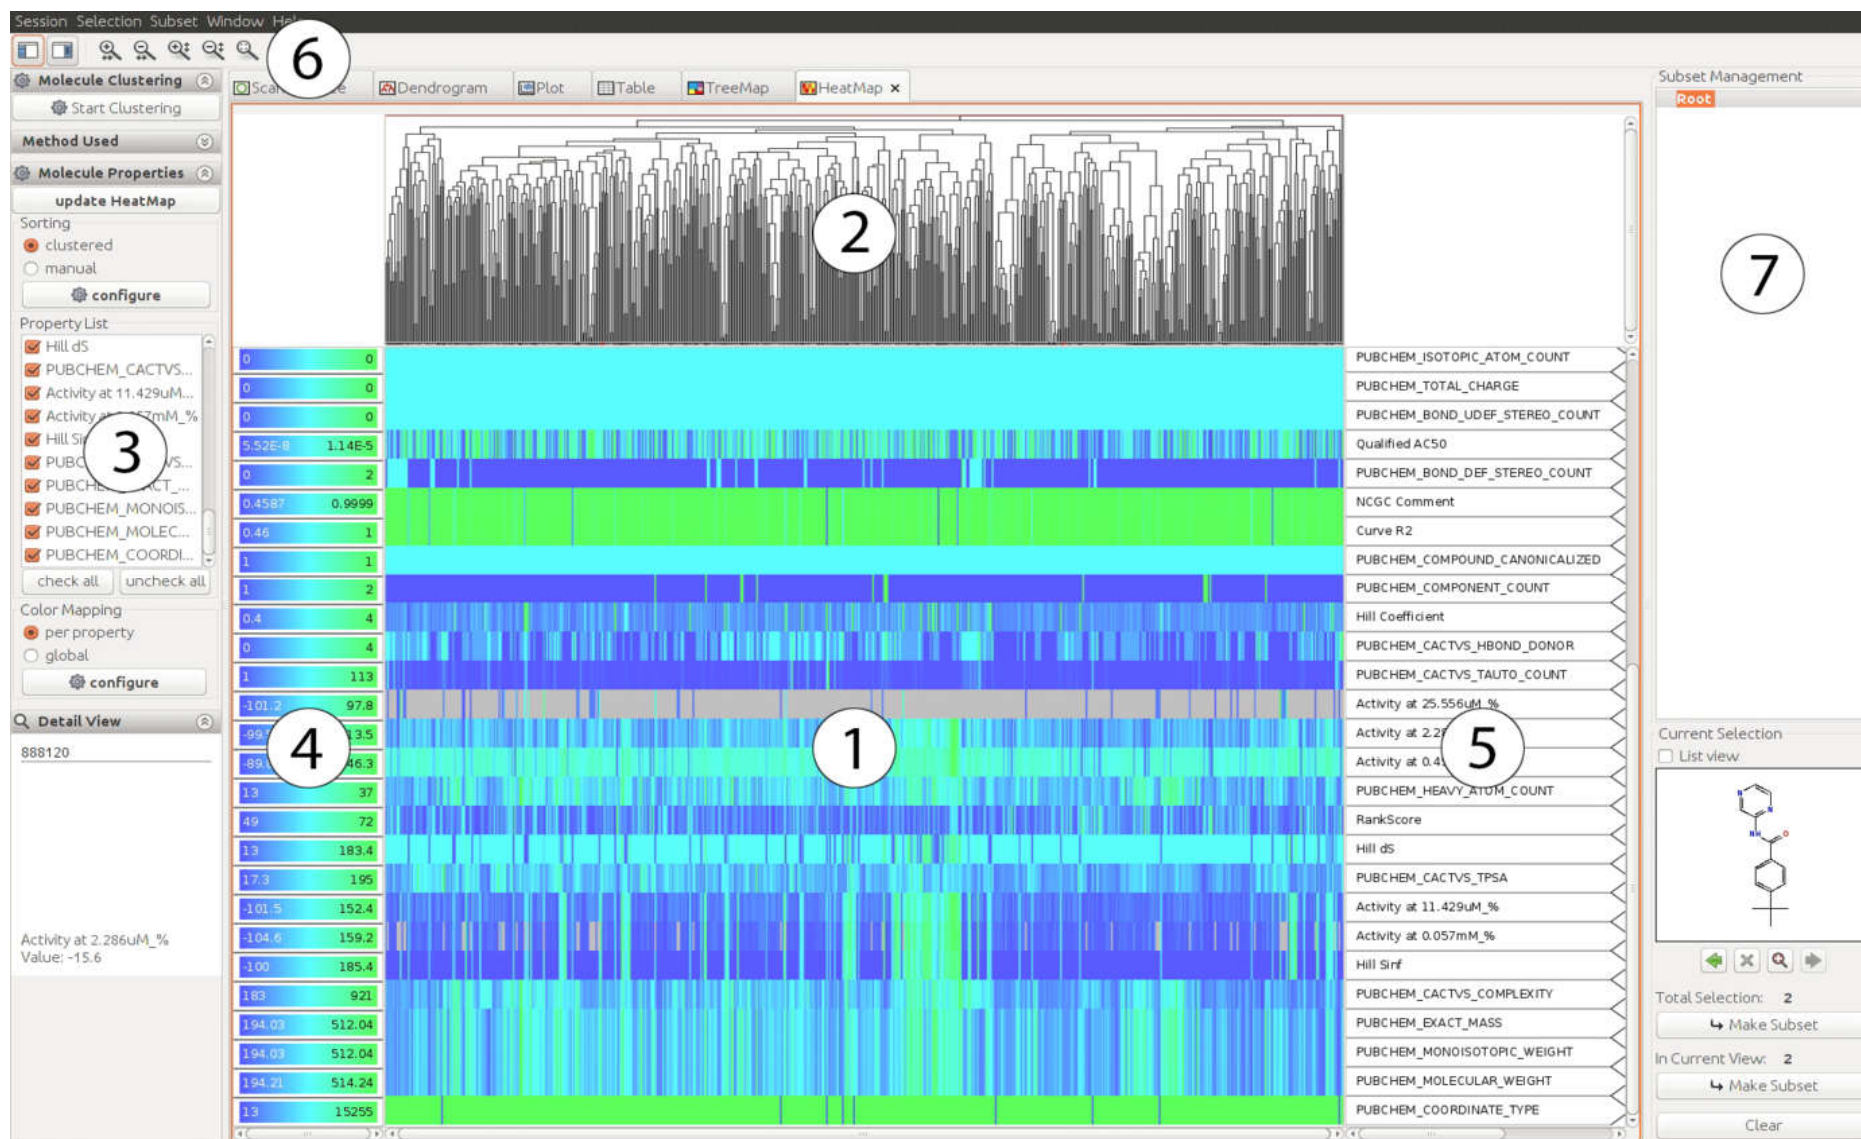 Session Selection Subset Window
6
Dendrogram Plot Table TreeMap HeatMap ×
Molecule Clustering
Start Clustering
Method Used
Molecule Properties
update HeatMap
Sorting
clustered
manual
configure
Property List
Hill dS
PUBCHEM_CACTVS...
Activity at 11.429uM...
Activity mM_%
Hill
3
PUBCHEM_MONOIS...
PUBCHEM_MOLEC...
PUBCHEM_COORDI...
check all uncheck all
Color Mapping
per property
global
configure
Detail View
888120
Activity at 2.286uM_%
Value: -15.6
2
0 0 PUBCHEM_ISOTOPIC_ATOM_COUNT
0 0 PUBCHEM_TOTAL_CHARGE
0 0 PUBCHEM_BOND_UDEF_STEREO_COUNT
5.52E-8 1.14E-5 Qualified AC50
0 2 PUBCHEM_BOND_DEF_STEREO_COUNT
0.4587 0.9999 NCGC Comment
0.46 1 Curve R2
1 1 PUBCHEM_COMPOUND_CANONICALIZED
1 2 PUBCHEM_COMPONENT_COUNT
0.4 4 Hill Coefficient
0 4 PUBCHEM_CACTVS_HBOND_DONOR
1 113 PUBCHEM_CACTVS_TAUTO_COUNT
-101.2 97.8 Activity at 25.556uM_%
Activity at
4 1 5
Activity at
13 37 PUBCHEM_HEAVY_ATOM_COUNT
49 72 RankScore
13 183.4 Hill dS
17.3 195 PUBCHEM_CACTVS_TPSA
-101.5 152.4 Activity at 11.429uM_%
-104.6 159.2 Activity at 0.057mM_%
-100 185.4 Hill Sinf
183 921 PUBCHEM_CACTVS_COMPLEXITY
194.03 512.04 PUBCHEM_EXACT_MASS
194.03 512.04 PUBCHEM_MONOISOTOPIC_WEIGHT
194.21 514.24 PUBCHEM_MOLECULAR_WEIGHT
13 15255 PUBCHEM_COORDINATE_TYPE
Subset Management
Root
7
Current Selection
List view
N
N
NH O
Total Selection: 2
Make Subset
In Current View: 2
Make Subset
Clear